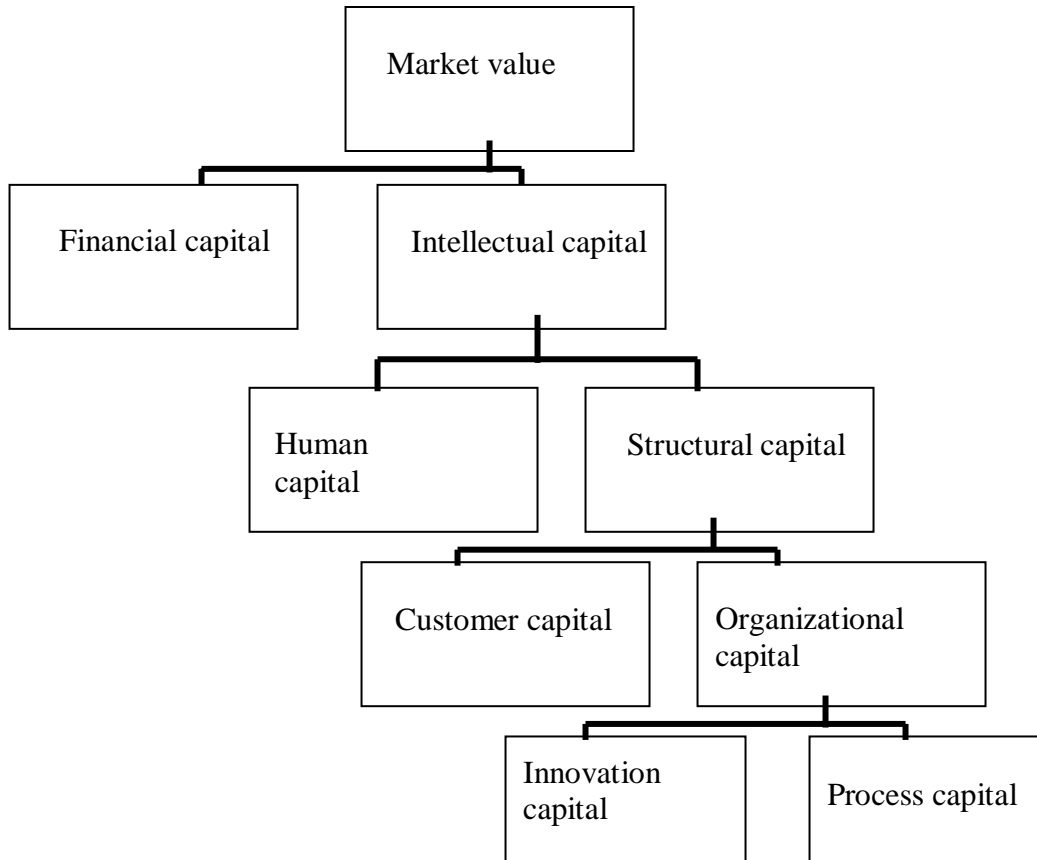 Market value
Financial capital
Intellectual capital
Human
capital
Structural capital
Customer capital
Organizational
capital
Innovation
capital
Process capital